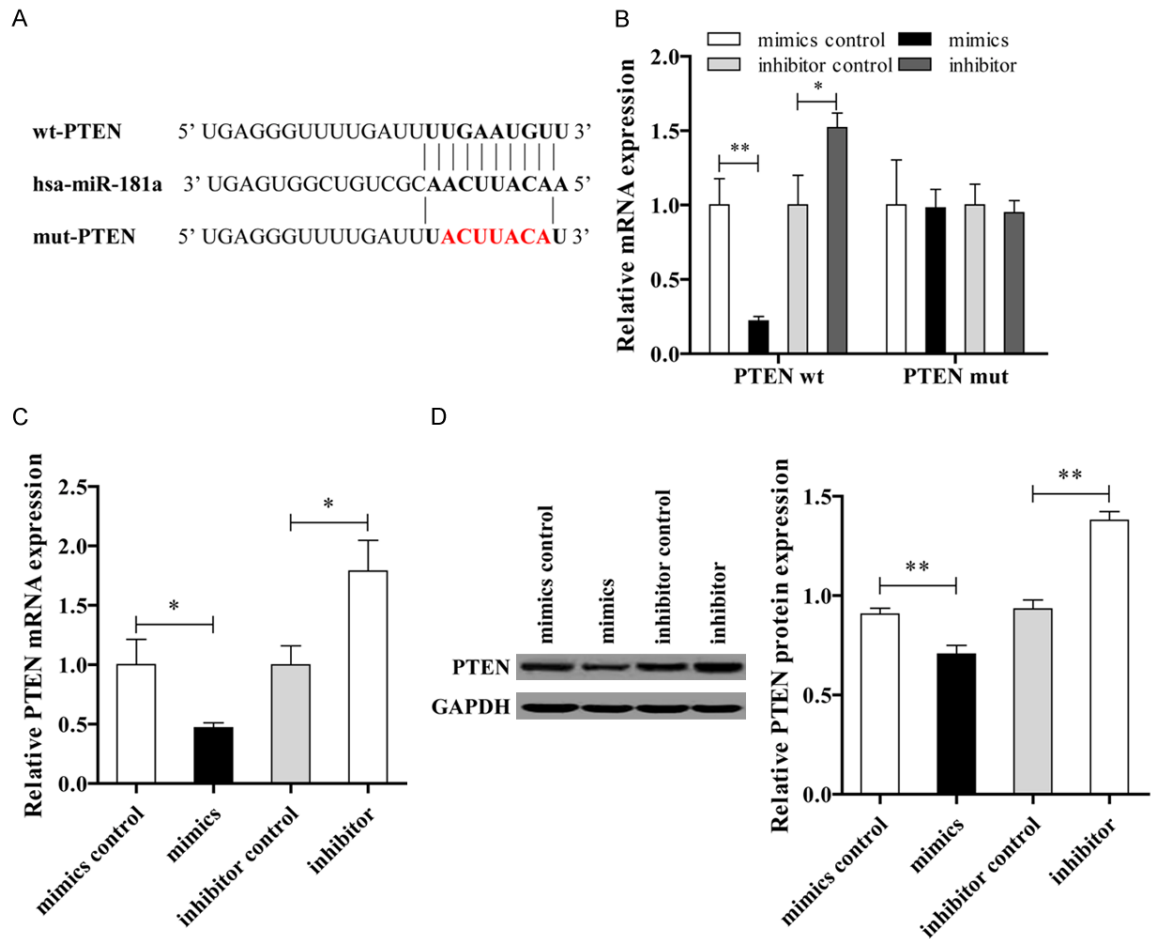 A
wt-PTEN 5’ UGAGGGUUUUGAUUUUGAAUGUU 3’
hsa-miR-181a 3’ UGAGUGGCUGUCGCAACUUACAA 5’
mut-PTEN 5’ UGAGGGUUUUGAUUUACUUACAU 3’
B
mimics control mimics
inhibitor control inhibitor
Relative mRNA expression
2.0
1.5
1.0
0.5
0.0
**
*
PTEN wt PTEN mut
C
Relative PTEN mRNA expression
2.5
2.0
1.5
1.0
0.5
0.0
*
*
mimics control
mimics
inhibitor control
inhibitor
D
mimics control
mimics
inhibitor control
inhibitor
PTEN
GAPDH
Relative PTEN protein expression
1.5
1.0
0.5
0.0
**
**
mimics control
mimics
inhibitor control
inhibitor